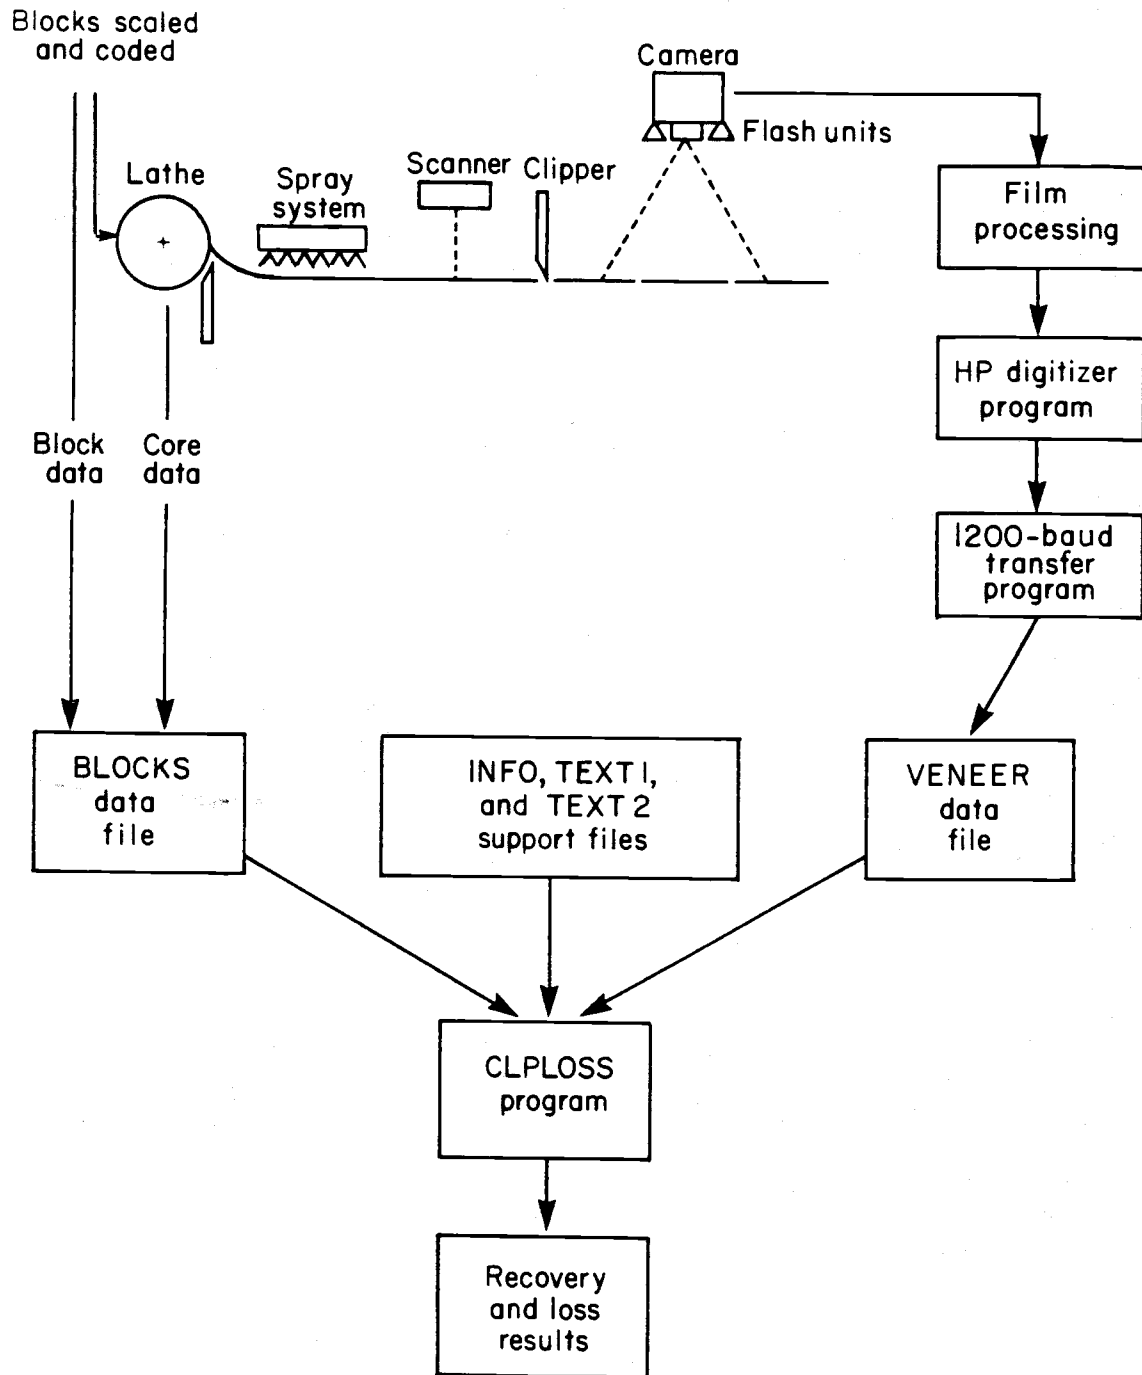 Blocks scaled
and coded
Camera
Flash units
Lathe
Spray
system
Scanner
Clipper
Film
processing
HP digitizer
program
Block
data
Core
data
1200-baud
transfer
program
BLOCKS
data
file
INFO, TEXT 1,
and TEXT 2
support files
VENEER
data
file
CLPLOSS
program
Recovery
and loss
results